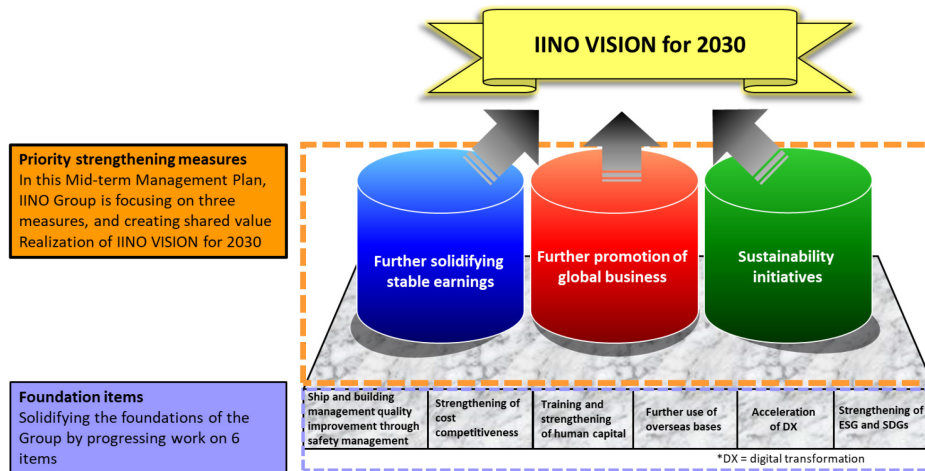 IINO VISION for 2030
Priority strengthening measures
In this Mid-term Management Plan,
IINO Group is focusing on three
measures, and creating shared value
Realization of IINO VISION for 2030
Further solidifying
stable earnings
Further promotion of
global business
Sustainability
initiatives
Foundation items
Solidifying the foundations of the
Group by progressing work on 6
items
Ship and building
management quality
improvement through
safety management
Strengthening of
cost
competitiveness
Training and
strengthening
of human capital
Further use of
overseas bases
Acceleration
of DX
Strengthening of
ESG and SDGs
*DX = digital transformation